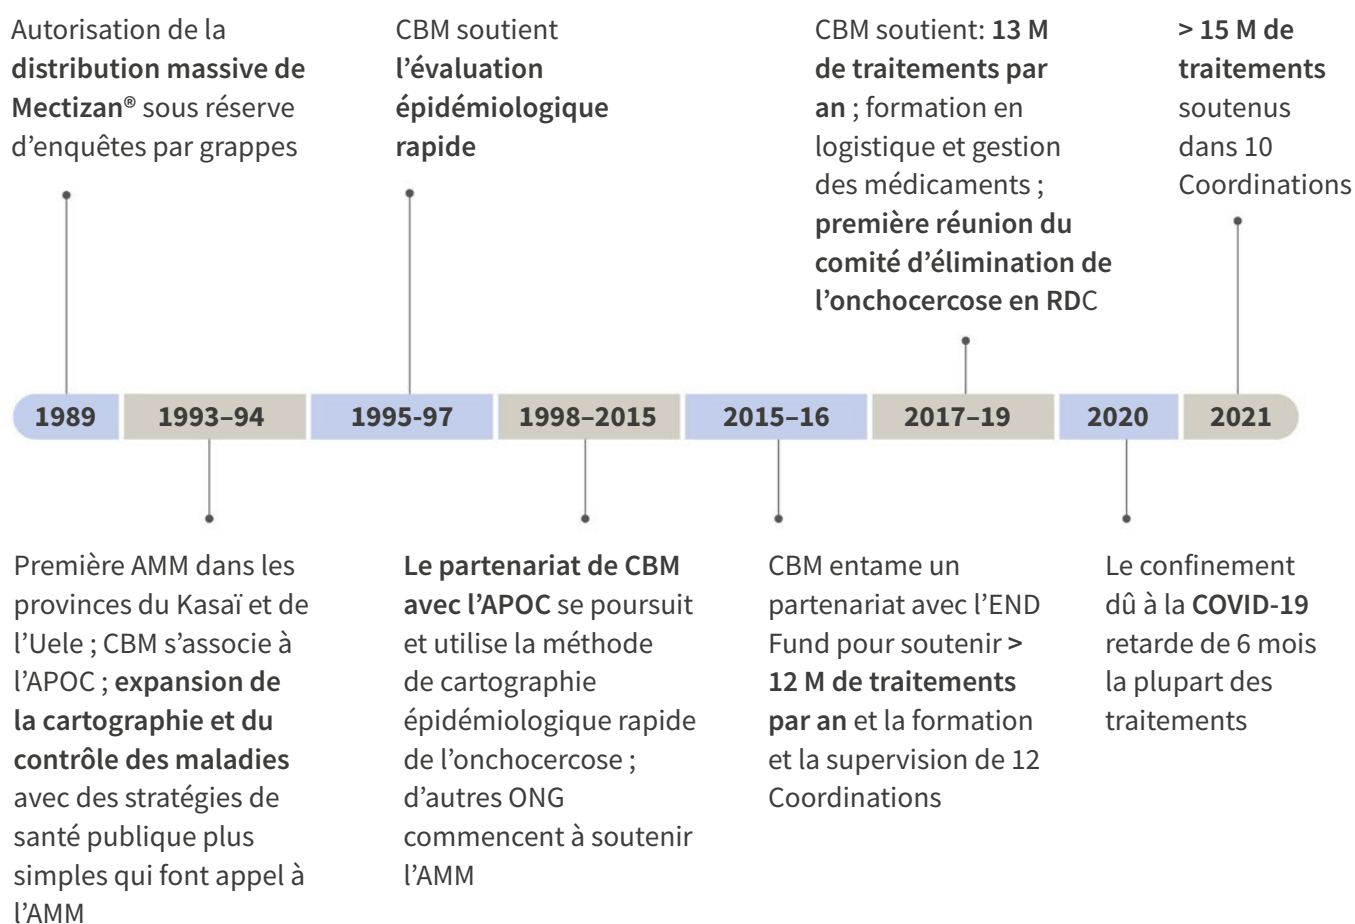 Autorisation de la
distribution massive de
Mectizan® sous réserve
d’enquêtes par grappes
CBM soutient
l’évaluation
épidémiologique
rapide
CBM soutient: 13 M
de traitements par
an ; formation en
logistique et gestion
des médicaments ;
première réunion du
comité d’élimination de
l’onchocercose en RDC
> 15 M de
traitements
soutenus
dans 10
Coordinations
1989
1993–94
1995-97
1998–2015
2015–16
2017–19
2020
2021
Première AMM dans les
provinces du Kasaï et de
l’Uele ; CBM s’associe à
l’APOC ; expansion de
la cartographie et du
contrôle des maladies
avec des stratégies de
santé publique plus
simples qui font appel à
l’AMM
Le partenariat de CBM
avec l’APOC se poursuit
et utilise la méthode
de cartographie
épidémiologique rapide
de l’onchocercose ;
d’autres ONG
commencent à soutenir
l’AMM
CBM entame un
partenariat avec l’END
Fund pour soutenir >
12 M de traitements
par an et la formation
et la supervision de 12
Coordinations
Le confinement
dû à la COVID-19
retarde de 6 mois
la plupart des
traitements